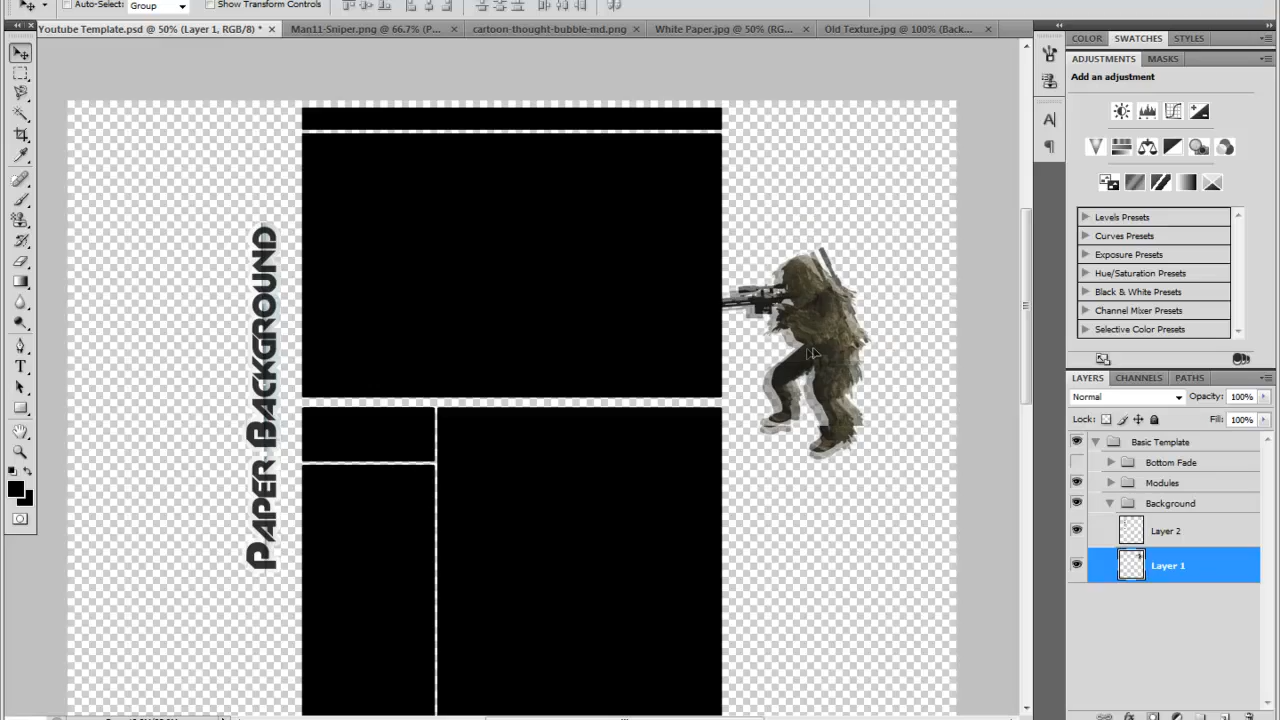 Auto-Select: Group Show Transform Controls
Youtube Template.psd @ 50% (Layer 1, RGB/8) * Man11-Sniper.png @ 66.7% (P... cartoon-thought-bubble-md.png White Paper.jpg @ 50% (RG... Old Texture.jpg @ 100% (Back...
COLOR SWATCHES STYLES
ADJUSTMENTS MASKS
Add an adjustment
Levels Presets
Curves Presets
Exposure Presets
Hue/Saturation Presets
Black & White Presets
Channel Mixer Presets
Selective Color Presets
LAYERS CHANNELS PATHS
Normal Opacity: 100%
Lock: Fill: 100%
Basic Template
Bottom Fade
Modules
Background
Layer 2
Layer 1
PAPER BACKGROUND